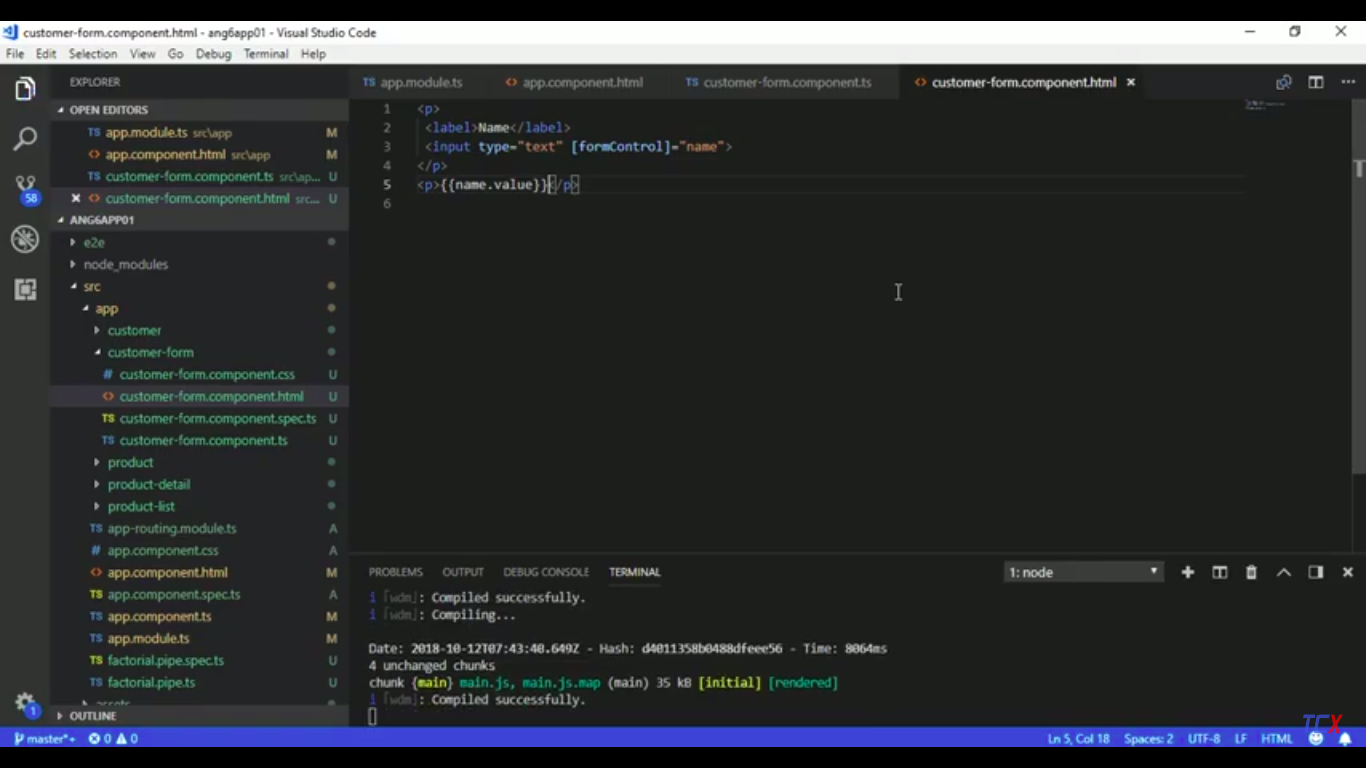 customer-form.component.html - ang6app01 - Visual Studio Code
File Edit Selection View Go Debug Terminal Help
EXPLORER
TS app.module.ts <> app.component.html TS customer-form.component.ts <> customer-form.component.html
OPEN EDITORS
TS app.module.ts src\app M
<> app.component.html src\app M
TS customer-form.component.ts src\ap... U
<> customer-form.component.html src... U
58
ANG6APP01
e2e
node_modules
src
app
customer
customer-form
# customer-form.component.css U
<> customer-form.component.html U
TS customer-form.component.spec.ts U
TS customer-form.component.ts U
product
product-detail
product-list
TS app-routing.module.ts A
# app.component.css A
<> app.component.html M
TS app.component.spec.ts A
TS app.component.ts M
TS app.module.ts M
TS factorial.pipe.spec.ts U
TS factorial.pipe.ts U
assets
OUTLINE
1
1 <p>
2 <label>Name</label>
3 <input type="text" [formControl]="name">
4 </p>
5 <p>{{name.value}}</p>
6
PROBLEMS OUTPUT DEBUG CONSOLE TERMINAL 1: node
i ｢wdm｣: Compiled successfully.
i ｢wdm｣: Compiling...
Date: 2018-10-12T07:43:40.649Z - Hash: d4011358b0488dfeee56 - Time: 8064ms
4 unchanged chunks
chunk {main} main.js, main.js.map (main) 35 kB [initial] [rendered]
i ｢wdm｣: Compiled successfully.
TCX
master*+ 0 0 Ln 5, Col 18 Spaces: 2 UTF-8 LF HTML